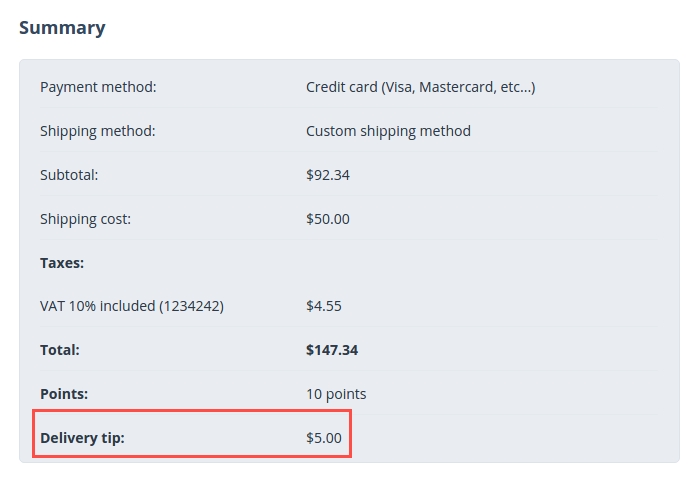 Summary
Payment method: Credit card (Visa, Mastercard, etc...)
Shipping method: Custom shipping method
Subtotal: $92.34
Shipping cost: $50.00
Taxes:
VAT 10% included (1234242) $4.55
Total: $147.34
Points: 10 points
Delivery tip: $5.00